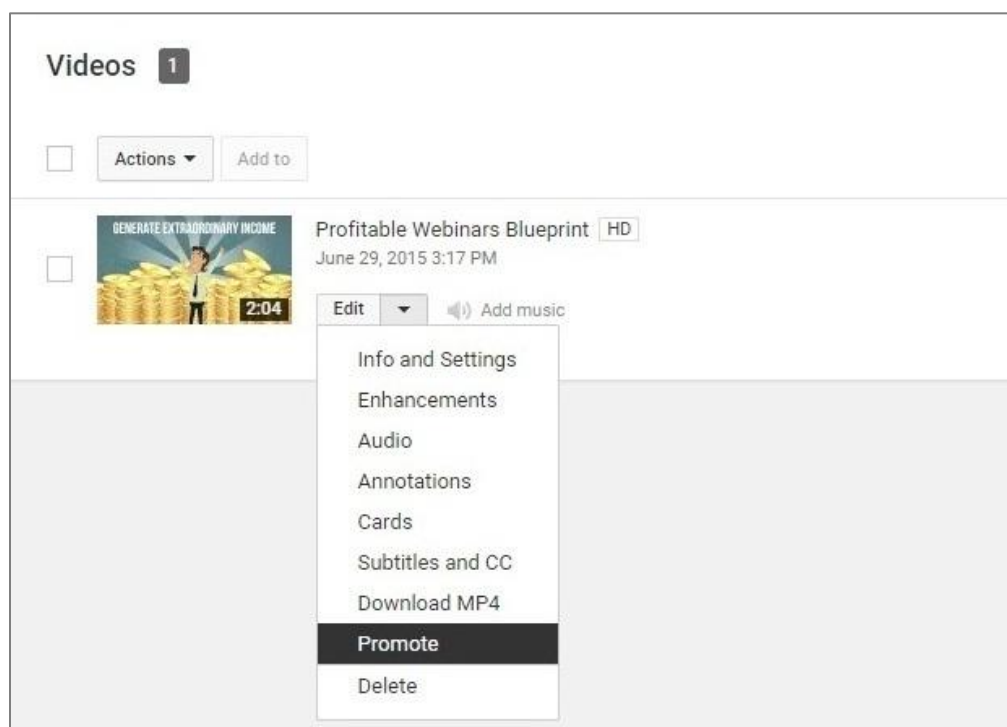 Videos 1
Actions Add to
GENERATE EXTRAORDINARY INCOME
2:04
Profitable Webinars Blueprint HD
June 29, 2015 3:17 PM
Edit Add music
Info and Settings
Enhancements
Audio
Annotations
Cards
Subtitles and CC
Download MP4
Promote
Delete